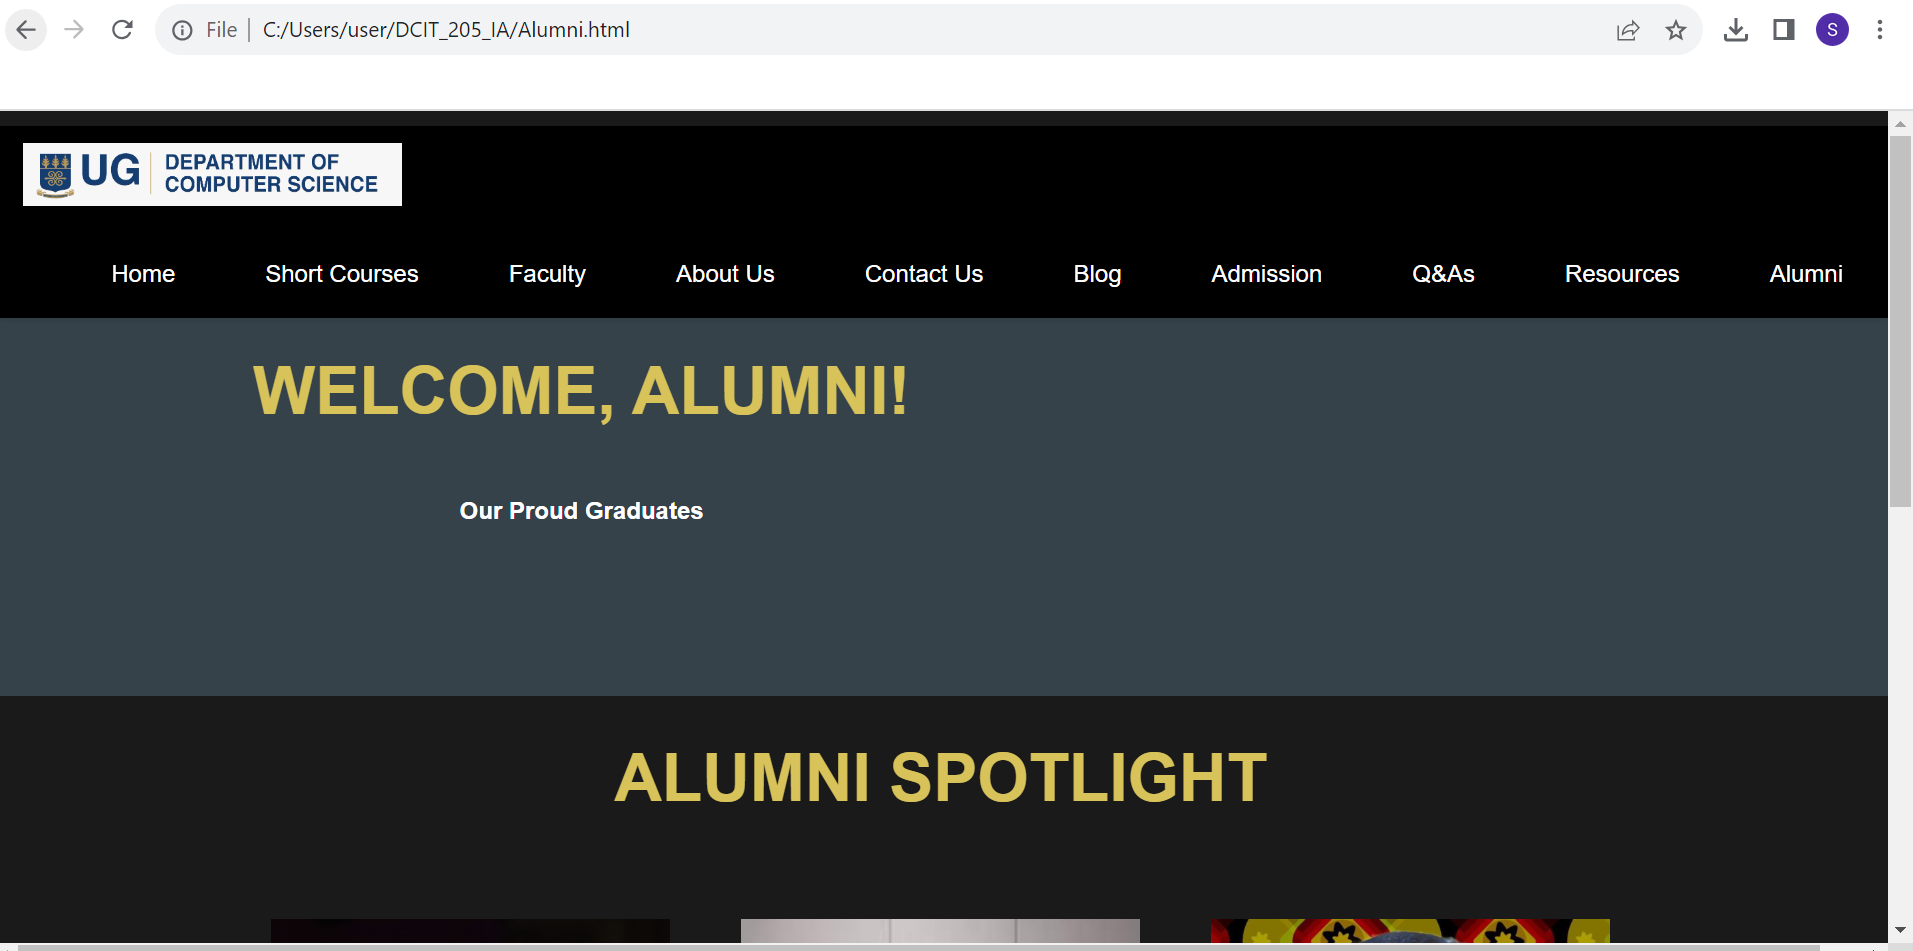 File C:/Users/user/DCIT_205_IA/Alumni.html S
UG DEPARTMENT OF
COMPUTER SCIENCE
Home Short Courses Faculty About Us Contact Us Blog Admission Q&As Resources Alumni
WELCOME, ALUMNI!
Our Proud Graduates
ALUMNI SPOTLIGHT